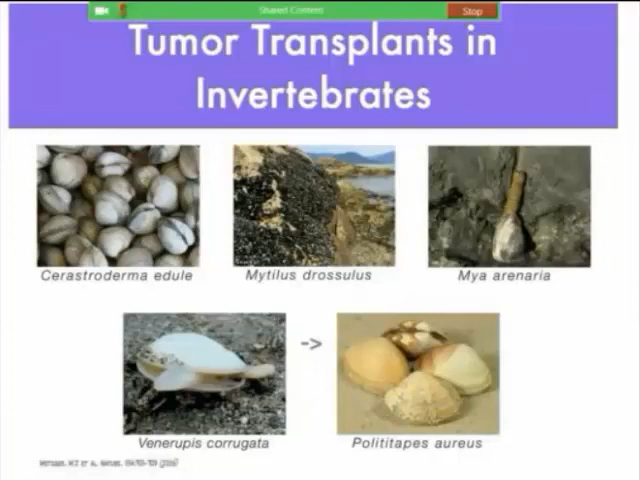 Shared Content
Stop
Tumor Transplants in
Invertebrates
Cerastroderma edule
Mytilus drossulus
Mya arenaria
->
Venerupis corrugata
Polititapes aureus